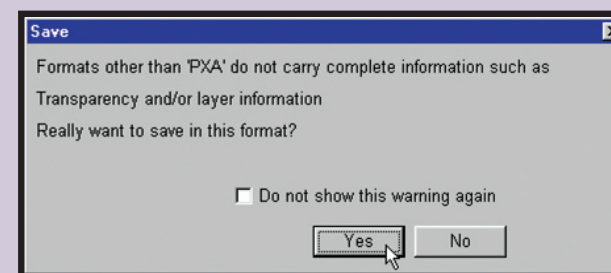 Save
Formats other than 'PXA' do not carry complete information such as
Transparency and/or layer information
Really want to save in this format?
Do not show this warning again
Yes
No